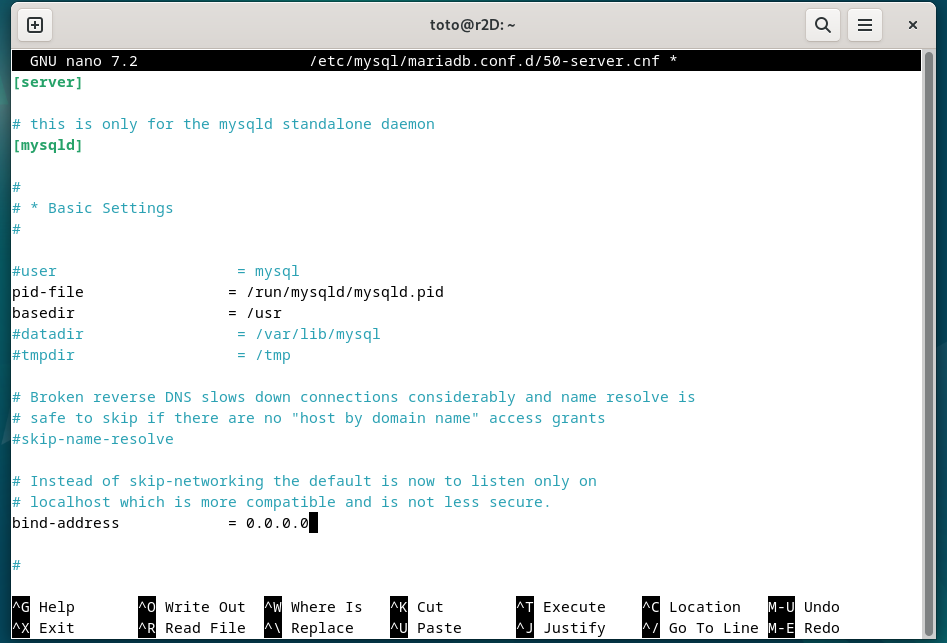 toto@r2D: ~
GNU nano 7.2 /etc/mysql/mariadb.conf.d/50-server.cnf *
[server]
# this is only for the mysqld standalone daemon
[mysqld]
#
# * Basic Settings
#
#user = mysql
pid-file = /run/mysqld/mysqld.pid
basedir = /usr
#datadir = /var/lib/mysql
#tmpdir = /tmp
# Broken reverse DNS slows down connections considerably and name resolve is
# safe to skip if there are no "host by domain name" access grants
#skip-name-resolve
# Instead of skip-networking the default is now to listen only on
# localhost which is more compatible and is not less secure.
bind-address = 0.0.0.0
#
^G Help ^O Write Out ^W Where Is ^K Cut ^T Execute ^C Location M-U Undo
^X Exit ^R Read File ^\ Replace ^U Paste ^J Justify ^/ Go To Line M-E Redo